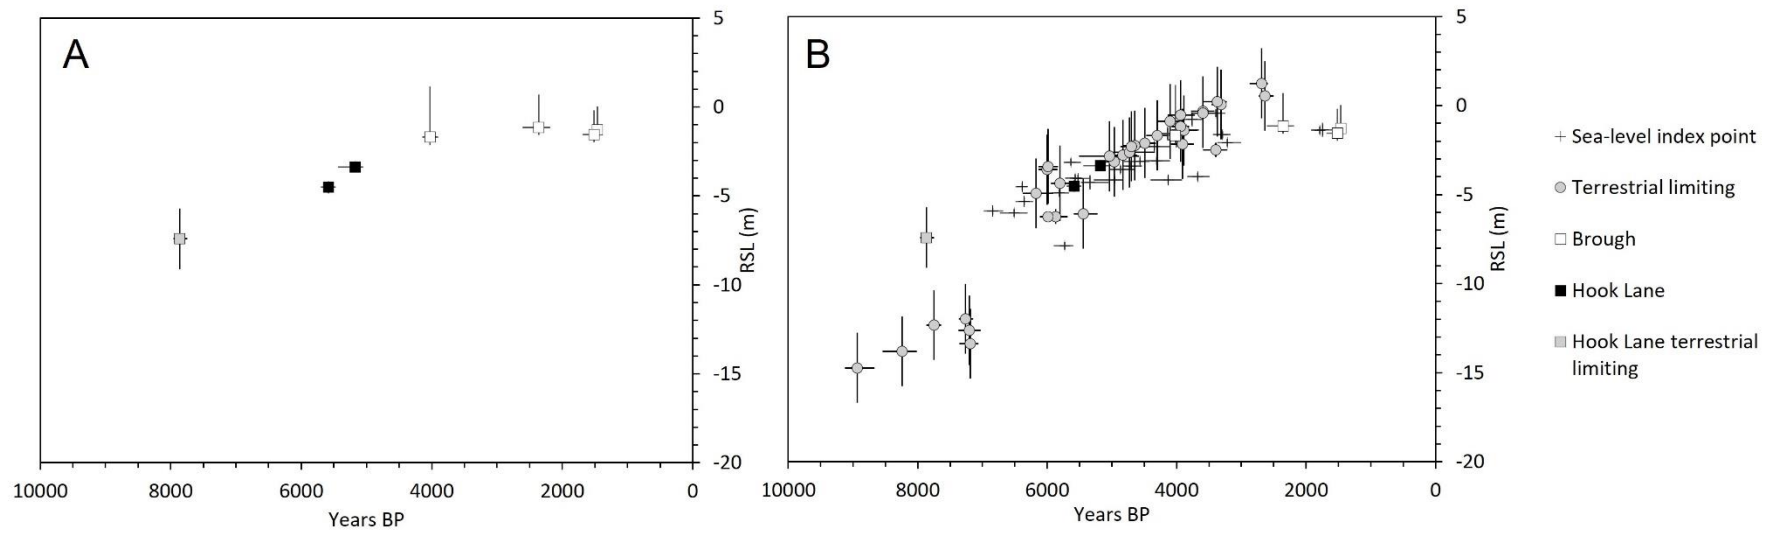 A
5
0
-5
-10
-15
-20
RSL (m)
10000 8000 6000 4000 2000 0
Years BP
B
5
0
-5
-10
-15
-20
RSL (m)
10000 8000 6000 4000 2000 0
Years BP
Sea-level index point
Terrestrial limiting
Brough
Hook Lane
Hook Lane terrestrial
limiting